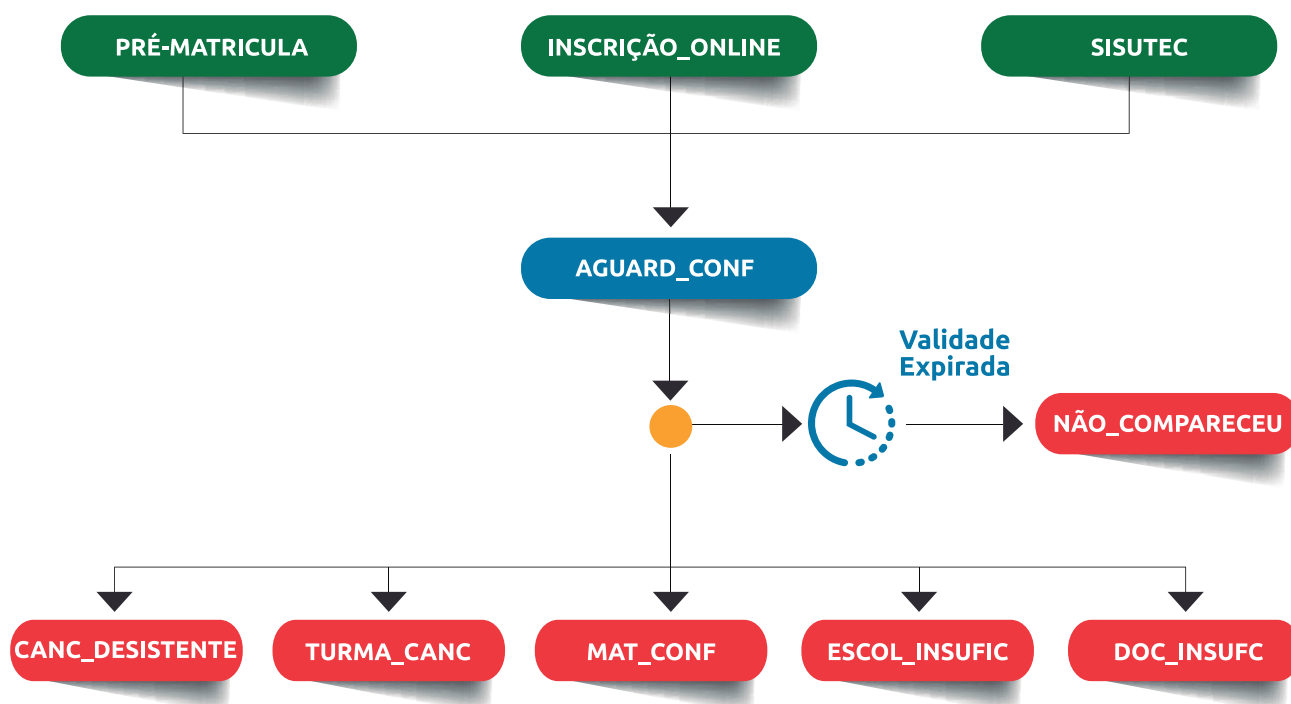 PRÉ-MATRICULA
INSCRIÇÃO_ONLINE
SISUTEC
AGUARD_CONF
Validade
Expirada
NÃO_COMPARECEU
CANC_DESISTENTE
TURMA_CANC
MAT_CONF
ESCOL_INSUFIC
DOC_INSUFC